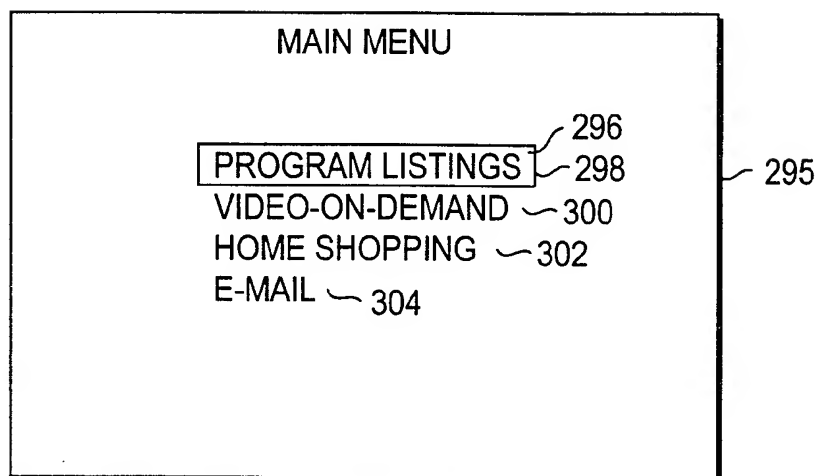 MAIN MENU
296
PROGRAM LISTINGS 298
295
VIDEO-ON-DEMAND 300
HOME SHOPPING 302
E-MAIL 304